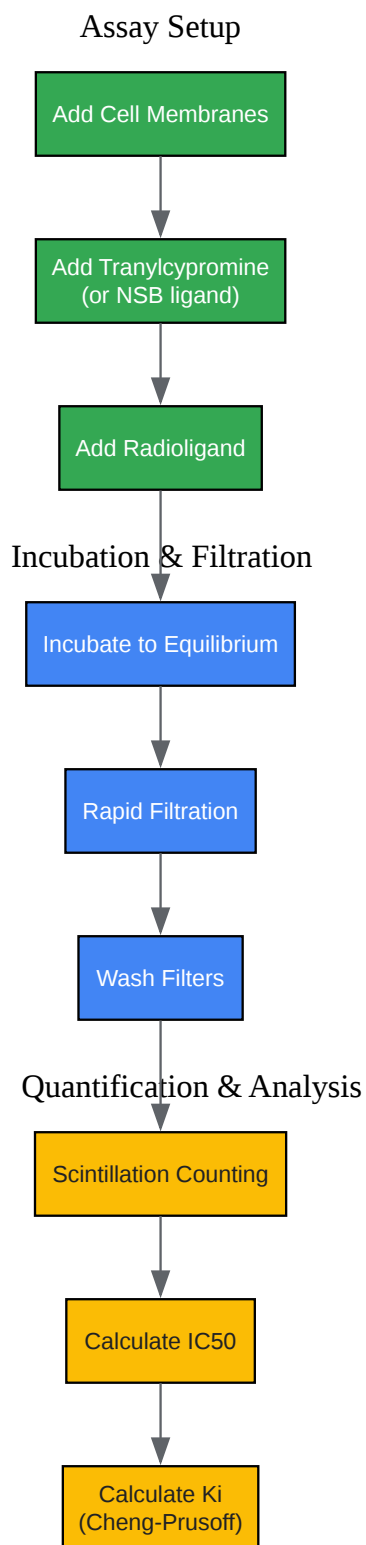 Assay Setup
Add Cell Membranes
Add Tranylcypromine
(or NSB ligand)
Add Radioligand
Incubation & Filtration
Incubate to Equilibrium
Rapid Filtration
Wash Filters
Quantification & Analysis
Scintillation Counting
Calculate IC50
Calculate Ki
(Cheng-Prusoff)